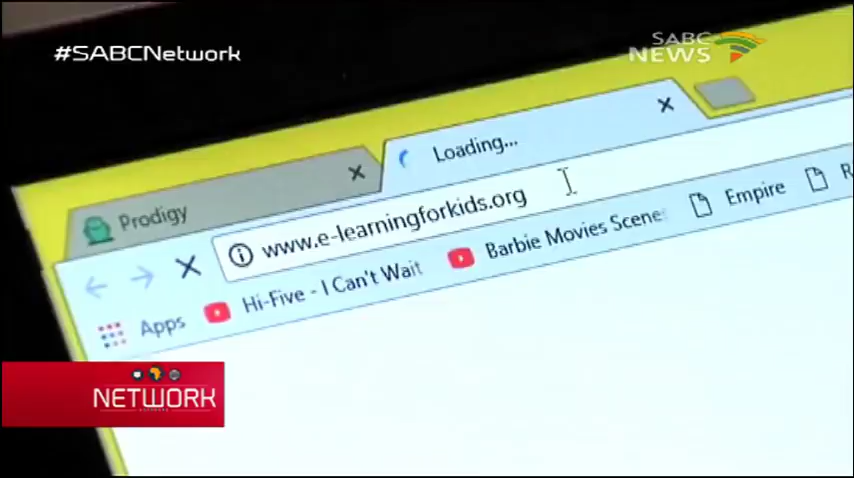 #SABCNetwork
SABC
NEWS
Loading...
Prodigy
www.e-learningforkids.org
Apps
Hi-Five - I Can't Wait
Barbie Movies Scene
Empire
R
NETWORK